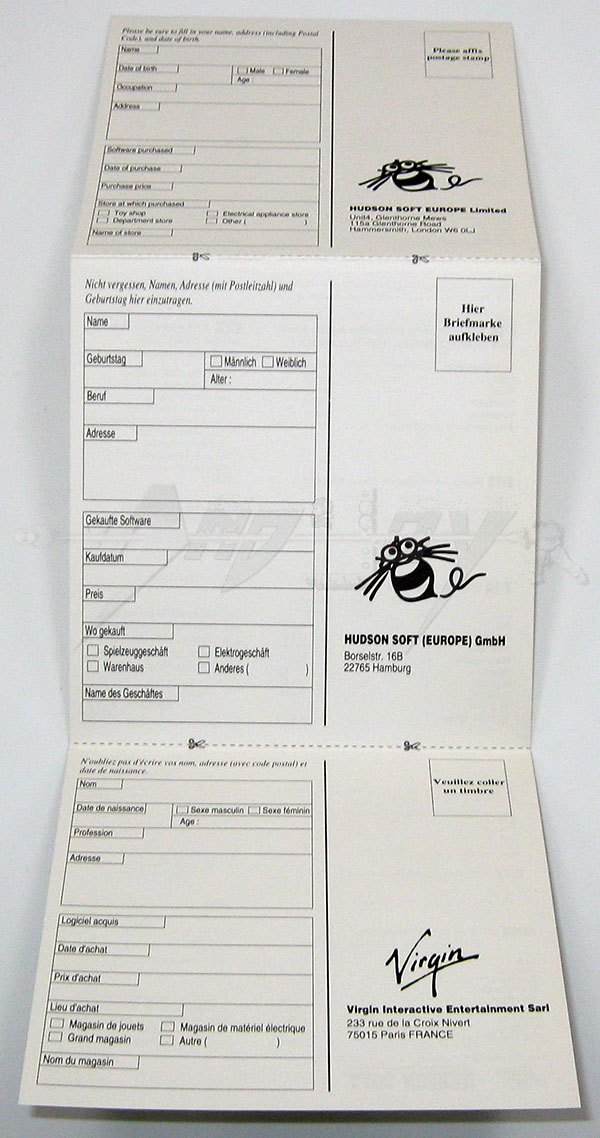 Please be sure to fill in your name, address (including Postal
Code), and date of birth.
Name
Date of birth
Male Female
Age :
Occupation
Address
Software purchased
Date of purchase
Purchase price
Store at which purchased
Toy shop Electrical appliance store
Department store Other ( )
Name of store
Please affix
postage stamp
HUDSON SOFT EUROPE Limited
Unit4, Glenthorne Mews
115a Glenthorne Road
Hammersmith, London W6 0LJ
Nicht vergessen, Namen, Adresse (mit Postleitzahl) und
Geburtstag hier einzutragen.
Name
Geburtstag
Männlich Weiblich
Alter :
Beruf
Adresse
Gekaufte Software
Kaufdatum
Preis
Wo gekauft
Spielzeuggeschäft Elektrogeschäft
Warenhaus Anderes ( )
Name des Geschäftes
Hier
Briefmarke
aufkleben
HUDSON SOFT (EUROPE) GmbH
Borselstr. 16B
22765 Hamburg
N'oubliez pas d'écrire vos nom, adresse (avec code postal) et
date de naissance.
Nom
Date de naissance
Sexe masculin Sexe féminin
Age :
Profession
Adresse
Logiciel acquis
Date d'achat
Prix d'achat
Lieu d'achat
Magasin de jouets Magasin de matériel électrique
Grand magasin Autre ( )
Nom du magasin
Veuillez coller
un timbre
Virgin
Virgin Interactive Entertainment Sarl
233 rue de la Croix Nivert
75015 Paris FRANCE